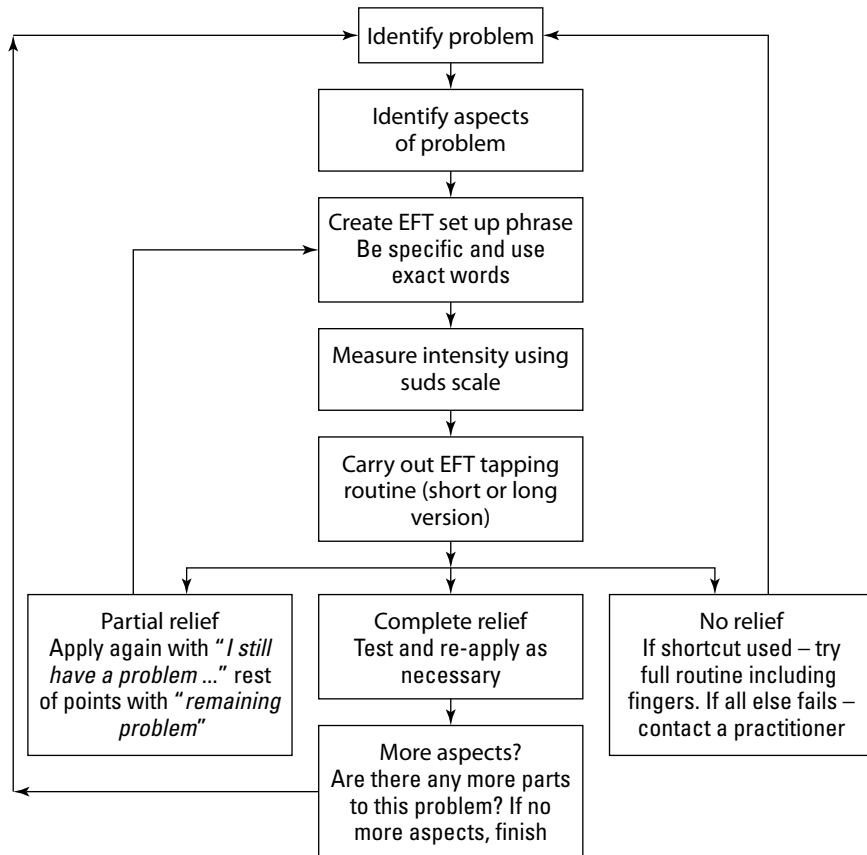 Identify problem
Identify aspects
of problem
Create EFT set up phrase
Be specific and use
exact words
Measure intensity using
suds scale
Carry out EFT tapping
routine (short or long
version)
Partial relief
Apply again with “I still
have a problem ...” rest
of points with “remaining
problem”
Complete relief
Test and re-apply as
necessary
No relief
If shortcut used – try
full routine including
fingers. If all else fails –
contact a practitioner
More aspects?
Are there any more parts
to this problem? If no
more aspects, finish